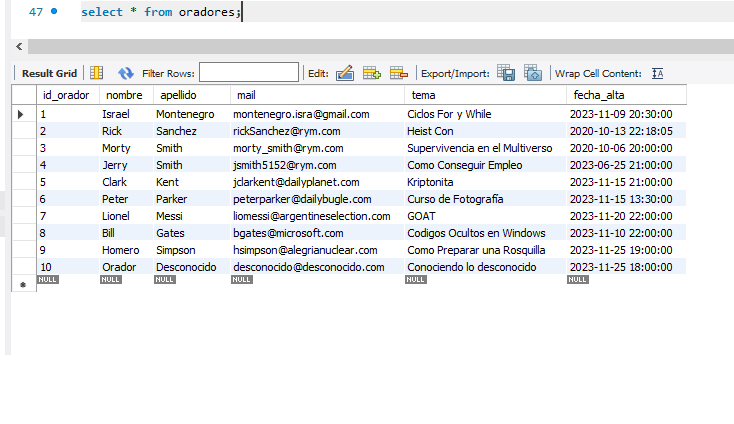 47 select * from oradores;
Result Grid Filter Rows: Edit: Export/Import: Wrap Cell Content:
id_orador nombre apellido mail tema fecha_alta
1 Israel Montenegro montenegro.isra@gmail.com Ciclos For y While 2023-11-09 20:30:00
2 Rick Sanchez rickSanchez@rym.com Heist Con 2020-10-13 22:18:05
3 Morty Smith morty_smith@rym.com Supervivencia en el Multiverso 2020-10-06 20:00:00
4 Jerry Smith jsmith5152@rym.com Como Conseguir Empleo 2023-06-25 21:00:00
5 Clark Kent jclarkent@dailyplanet.com Kriptonita 2023-11-15 21:00:00
6 Peter Parker peterparker@dailybugle.com Curso de Fotografía 2023-11-15 13:30:00
7 Lionel Messi liomessi@argentineselection.com GOAT 2023-11-20 22:00:00
8 Bill Gates bgates@microsoft.com Codigos Ocultos en Windows 2023-11-10 22:00:00
9 Homero Simpson hsimpson@alegrianuclear.com Como Preparar una Rosquilla 2023-11-25 19:00:00
10 Orador Desconocido desconocido@desconocido.com Conociendo lo desconocido 2023-11-25 18:00:00
NULL NULL NULL NULL NULL NULL